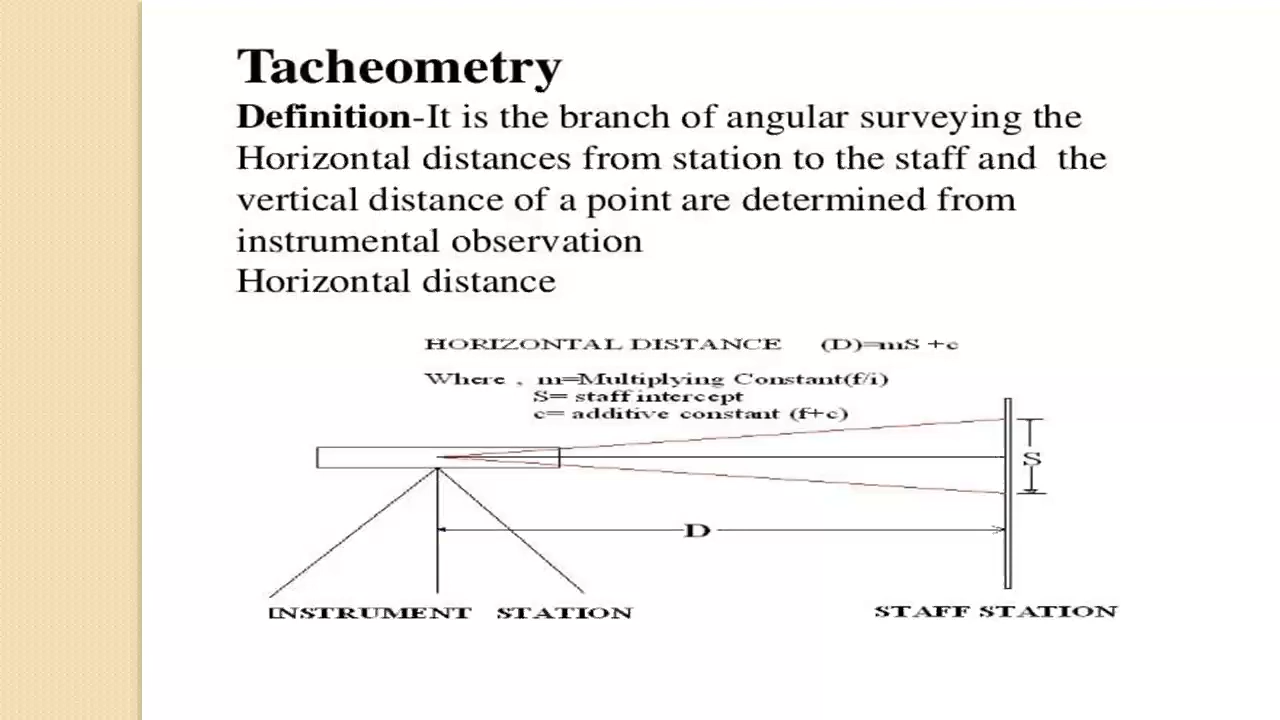 Tacheometry
Definition-It is the branch of angular surveying the
Horizontal distances from station to the staff and the
vertical distance of a point are determined from
instrumental observation
Horizontal distance
HORIZONTAL DISTANCE (D)=mS +c
Where , m=Multiplying Constant(f/i)
S= staff intercept
c= additive constant (f+c)
S
D
INSTRUMENT STATION
STAFF STATION